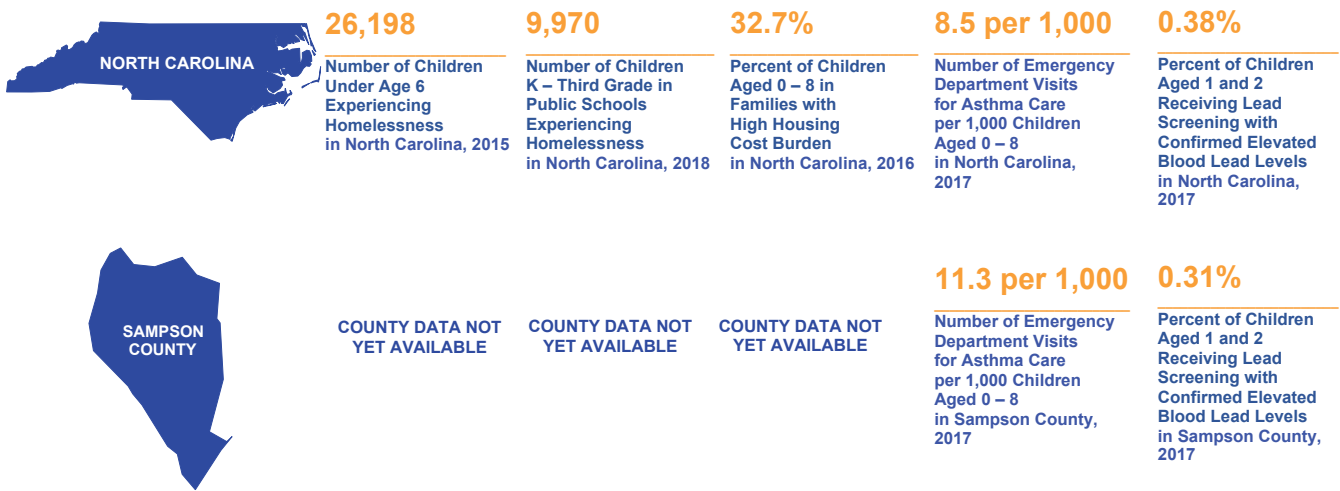 NORTH CAROLINA
26,198
Number of Children
Under Age 6
Experiencing
Homelessness
in North Carolina, 2015
9,970
Number of Children
K – Third Grade in
Public Schools
Experiencing
Homelessness
in North Carolina, 2018
32.7%
Percent of Children
Aged 0 – 8 in
Families with
High Housing
Cost Burden
in North Carolina, 2016
8.5 per 1,000
Number of Emergency
Department Visits
for Asthma Care
per 1,000 Children
Aged 0 – 8
in North Carolina,
2017
0.38%
Percent of Children
Aged 1 and 2
Receiving Lead
Screening with
Confirmed Elevated
Blood Lead Levels
in North Carolina,
2017
SAMPSON
COUNTY
COUNTY DATA NOT
YET AVAILABLE
COUNTY DATA NOT
YET AVAILABLE
COUNTY DATA NOT
YET AVAILABLE
11.3 per 1,000
Number of Emergency
Department Visits
for Asthma Care
per 1,000 Children
Aged 0 – 8
in Sampson County,
2017
0.31%
Percent of Children
Aged 1 and 2
Receiving Lead
Screening with
Confirmed Elevated
Blood Lead Levels
in Sampson County,
2017